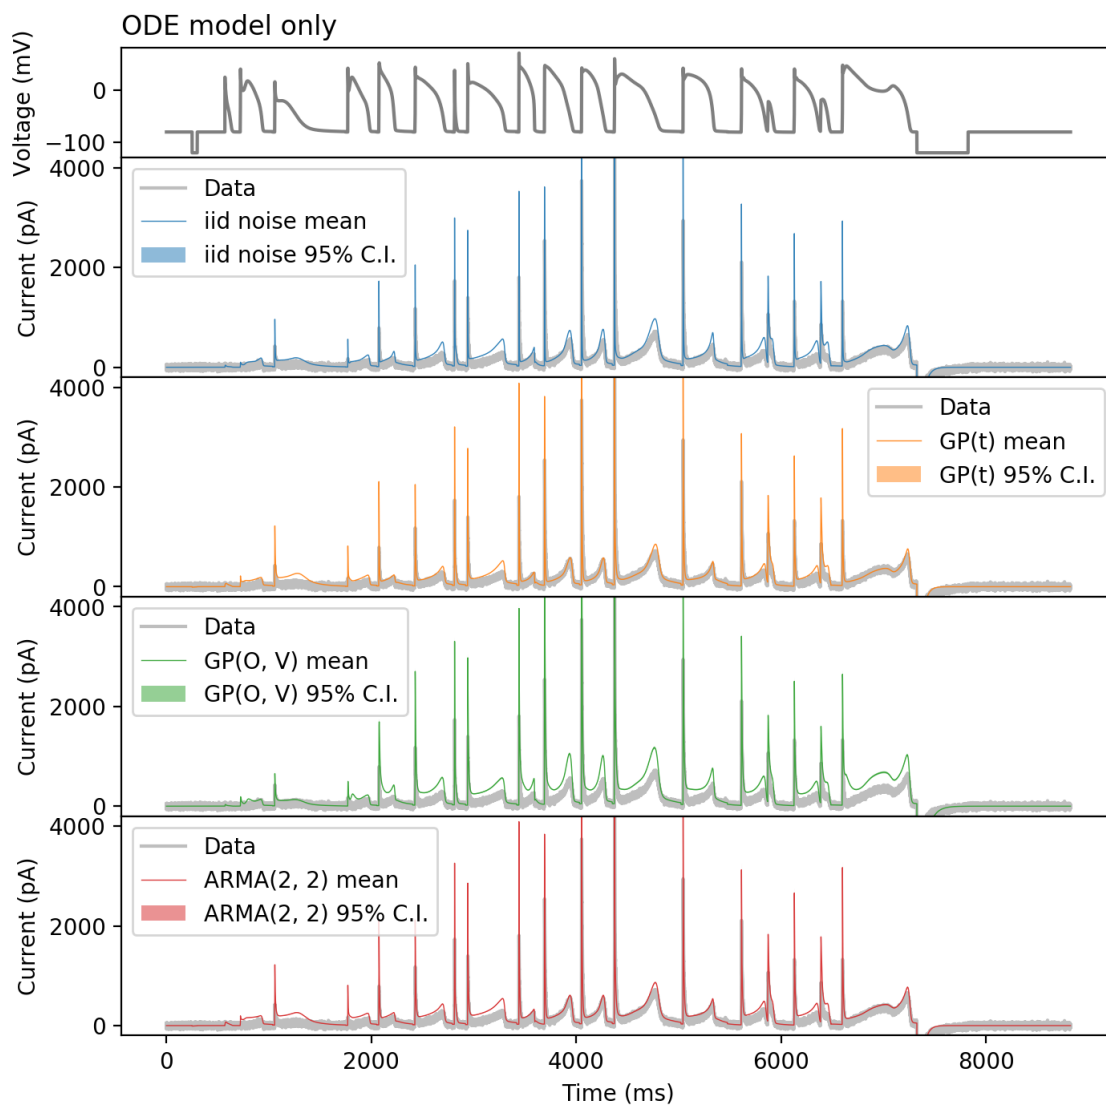 ODE model only
Voltage (mV)
0
−100
Current (pA)
4000
2000
0
Data
iid noise mean
iid noise 95% C.I.
Current (pA)
4000
2000
0
Data
GP(t) mean
GP(t) 95% C.I.
Current (pA)
4000
2000
0
Data
GP(O, V) mean
GP(O, V) 95% C.I.
Current (pA)
4000
2000
0
Data
ARMA(2, 2) mean
ARMA(2, 2) 95% C.I.
0 2000 4000 6000 8000
Time (ms)